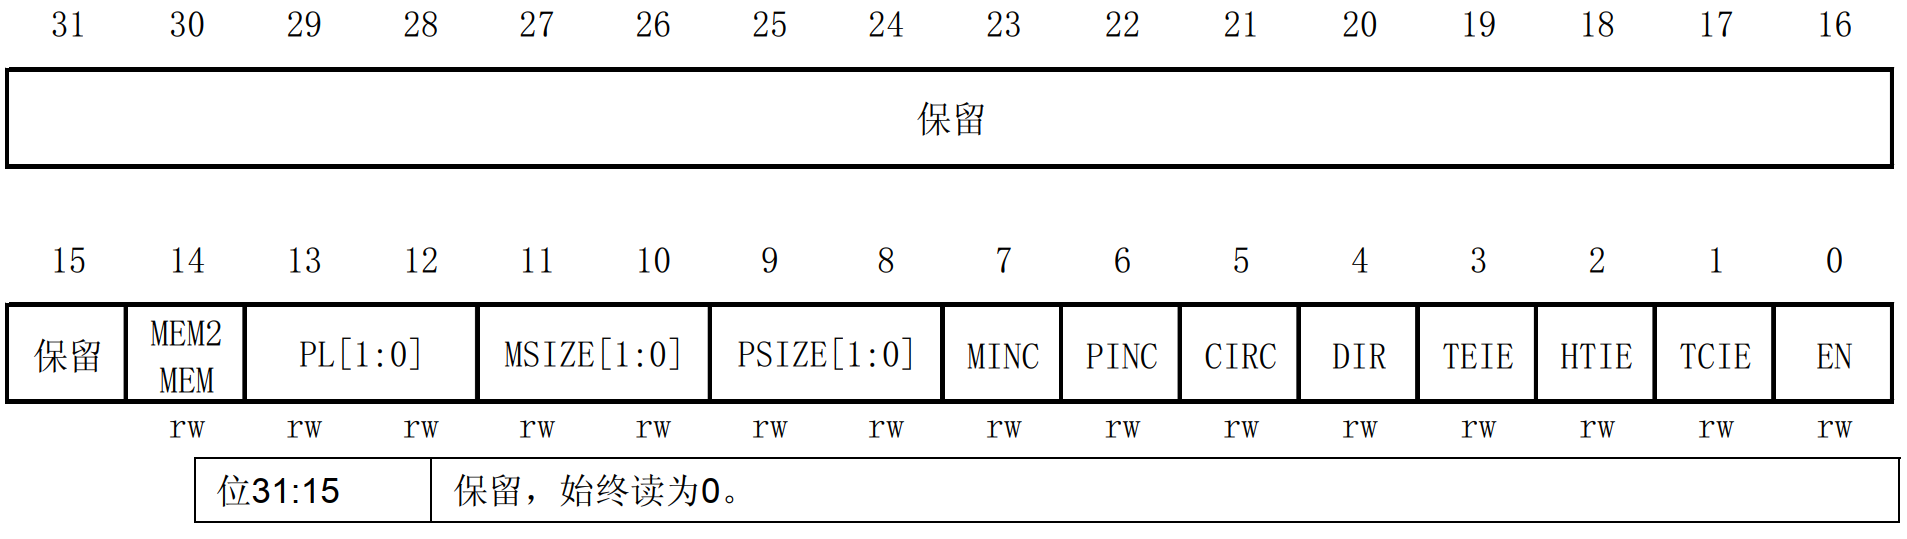 31 30 29 28 27 26 25 24 23 22 21 20 19 18 17 16
保留
15 14 13 12 11 10 9 8 7 6 5 4 3 2 1 0
保留 MEM2 MEM PL[1:0] MSIZE[1:0] PSIZE[1:0] MINC PINC CIRC DIR TEIE HTIE TCIE EN
rw rw rw rw rw rw rw rw rw rw rw rw rw rw rw
位31:15 保留，始终读为0。